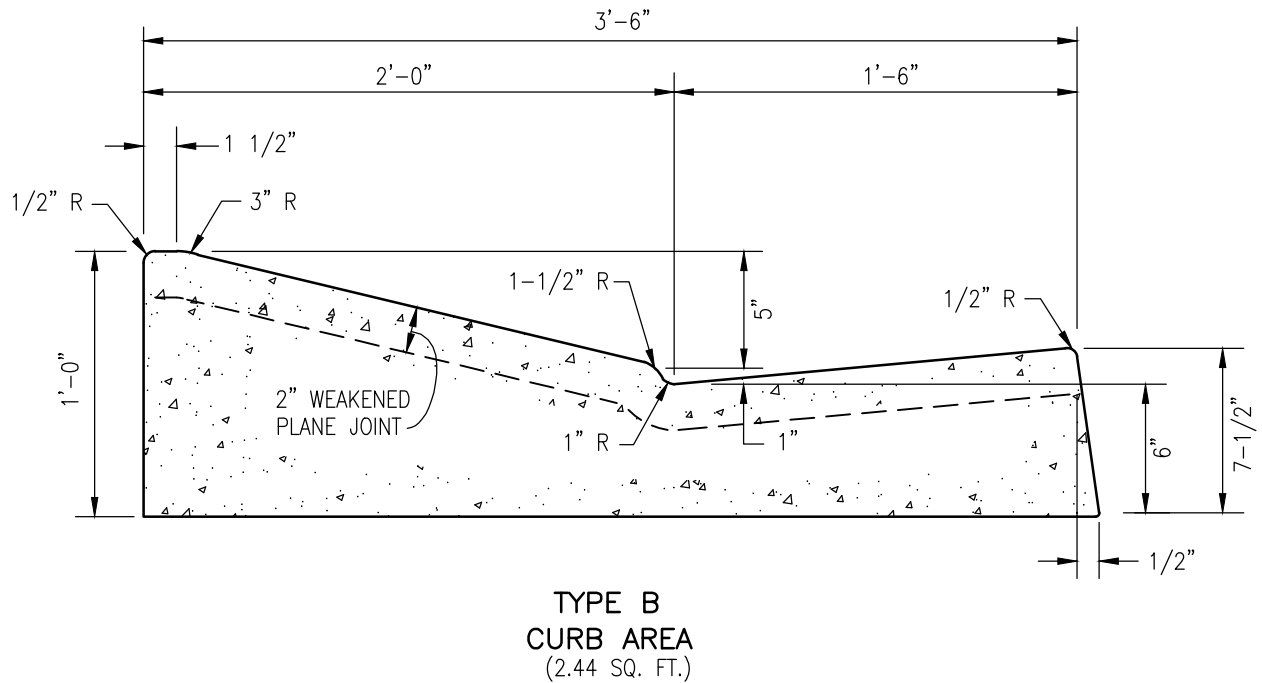 3'-6"
2'-0"
1'-6"
1 1/2"
1/2" R
3" R
1-1/2" R
5"
1/2" R
1'-0"
2" WEAKENED
PLANE JOINT
1" R
1"
6"
7-1/2"
1/2"
TYPE B
CURB AREA
(2.44 SQ. FT.)